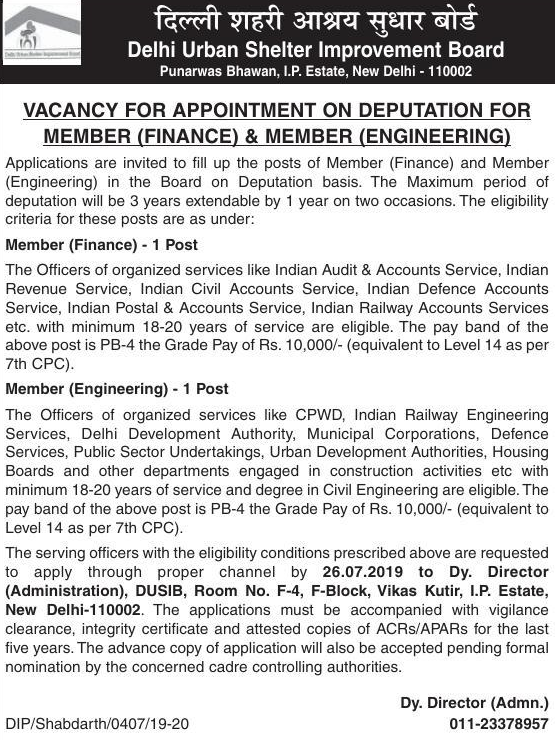 दिल्ली शहरी आश्रय सुधार बोर्ड
Delhi Urban Shelter Improvement Board
Punarwas Bhawan, I.P. Estate, New Delhi - 110002
Delhi Urban Shelter Improvement Board
VACANCY FOR APPOINTMENT ON DEPUTATION FOR
MEMBER (FINANCE) & MEMBER (ENGINEERING)
Applications are invited to fill up the posts of Member (Finance) and Member
(Engineering) in the Board on Deputation basis. The Maximum period of
deputation will be 3 years extendable by 1 year on two occasions. The eligibility
criteria for these posts are as under:
Member (Finance) - 1 Post
The Officers of organized services like Indian Audit & Accounts Service, Indian
Revenue Service, Indian Civil Accounts Service, Indian Defence Accounts
Service, Indian Postal & Accounts Service, Indian Railway Accounts Services
etc. with minimum 18-20 years of service are eligible. The pay band of the
above post is PB-4 the Grade Pay of Rs. 10,000/- (equivalent to Level 14 as per
7th CPC).
Member (Engineering) - 1 Post
The Officers of organized services like CPWD, Indian Railway Engineering
Services, Delhi Development Authority, Municipal Corporations, Defence
Services, Public Sector Undertakings, Urban Development Authorities, Housing
Boards and other departments engaged in construction activities etc with
minimum 18-20 years of service and degree in Civil Engineering are eligible. The
pay band of the above post is PB-4 the Grade Pay of Rs. 10,000/- (equivalent to
Level 14 as per 7th CPC).
The serving officers with the eligibility conditions prescribed above are requested
to apply through proper channel by 26.07.2019 to Dy. Director
(Administration), DUSIB, Room No. F-4, F-Block, Vikas Kutir, I.P. Estate,
New Delhi-110002. The applications must be accompanied with vigilance
clearance, integrity certificate and attested copies of ACRs/APARs for the last
five years. The advance copy of application will also be accepted pending formal
nomination by the concerned cadre controlling authorities.
Dy. Director (Admn.)
DIP/Shabdarth/0407/19-20 011-23378957